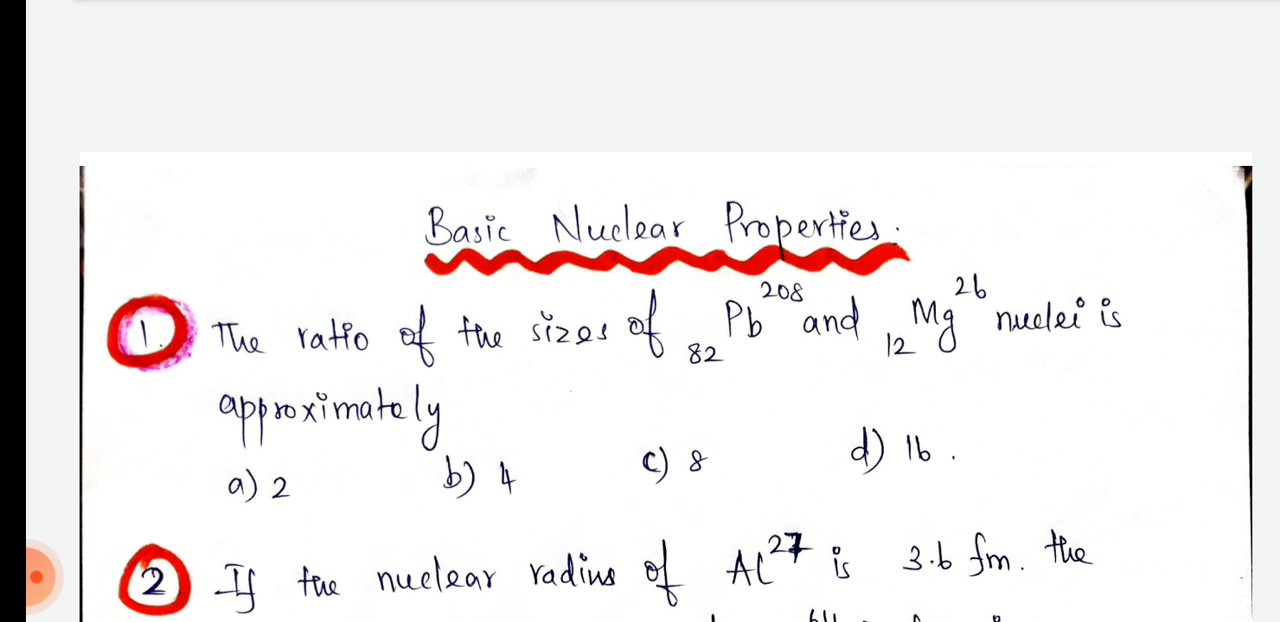 Basic Nuclear Properties.
1. The ratio of the sizes of ₈₂Pb²⁰⁸ and ₁₂Mg²⁶ nuclei is
approximately
a) 2 b) 4 c) 8 d) 16.
2 If the nuclear radius of Al²⁷ is 3.6 fm. the